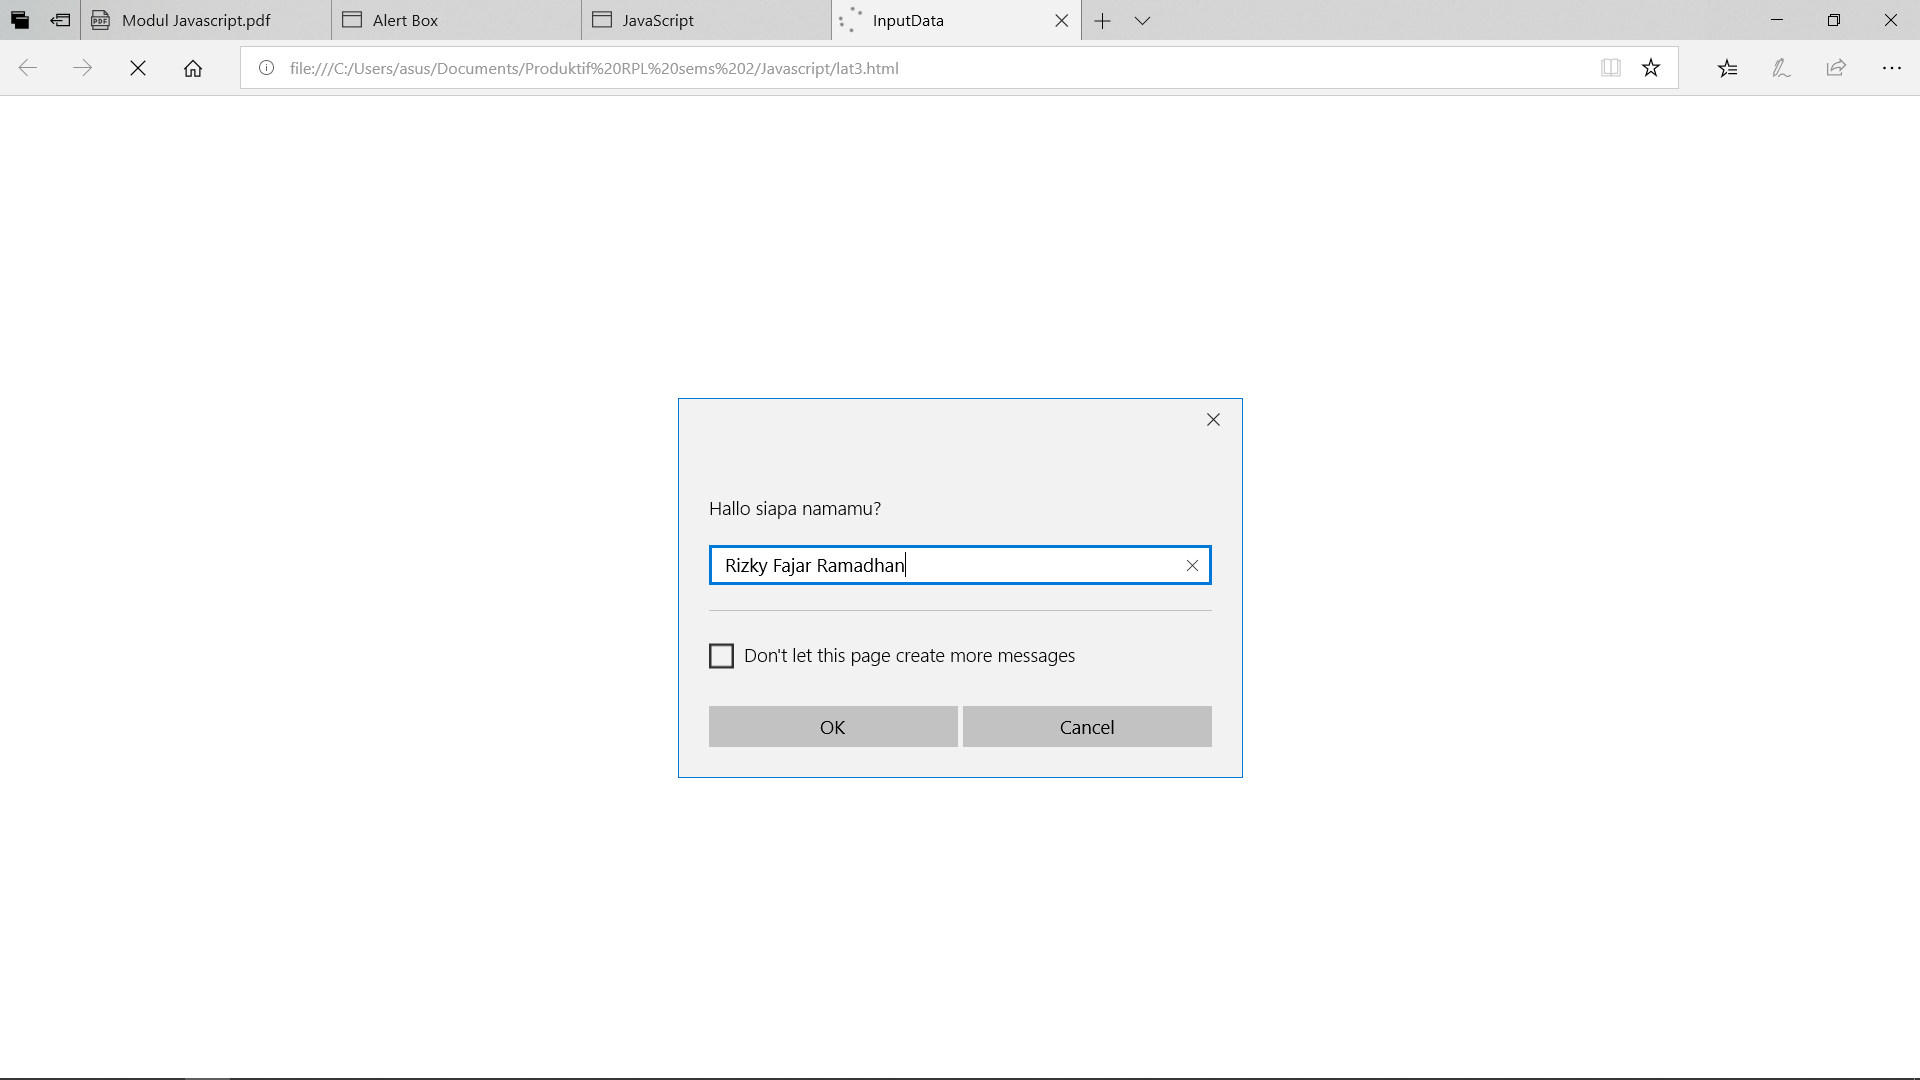 Modul Javascript.pdf
Alert Box
JavaScript
InputData
file:///C:/Users/asus/Documents/Produktif%20RPL%20sems%202/Javascript/lat3.html
Hallo siapa namamu?
Rizky Fajar Ramadhan
Don't let this page create more messages
OK
Cancel